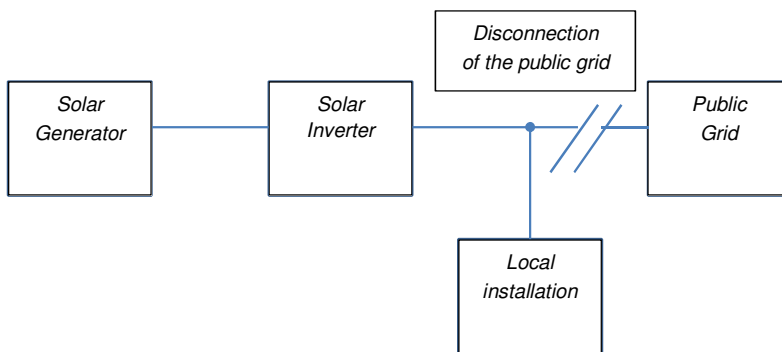 Disconnection
of the public grid
Solar
Generator
Solar
Inverter
Public
Grid
Local
installation